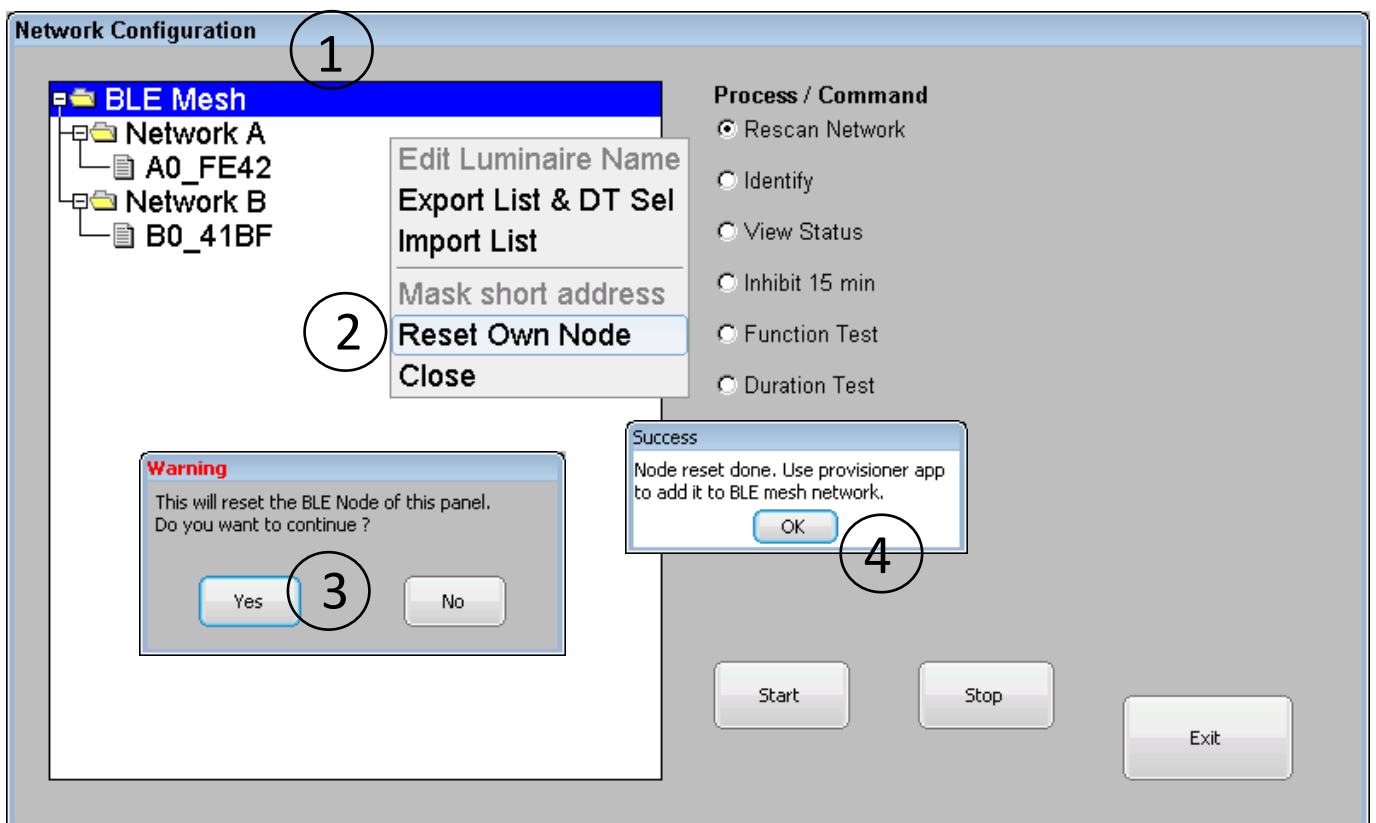 Network Configuration
1
BLE Mesh
Network A
A0_FE42
Network B
B0_41BF
Edit Luminaire Name
Export List & DT Sel
Import List
Mask short address
2
Reset Own Node
Close
Process / Command
Rescan Network
Identify
View Status
Inhibit 15 min
Function Test
Duration Test
Warning
This will reset the BLE Node of this panel.
Do you want to continue ?
Yes
3
No
Success
Node reset done. Use provisioner app
to add it to BLE mesh network.
OK
4
Start
Stop
Exit